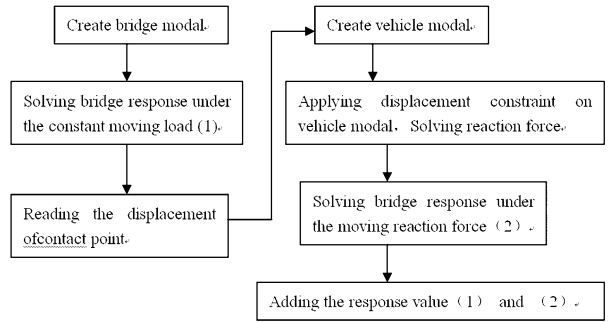 Create bridge modal
Solving bridge response under
the constant moving load (1)
Reading the displacement
ofcontact point
Create vehicle modal
Applying displacement constraint on
vehicle modal，Solving reaction force
Solving bridge response under
the moving reaction force（2）
Adding the response value（1） and （2）